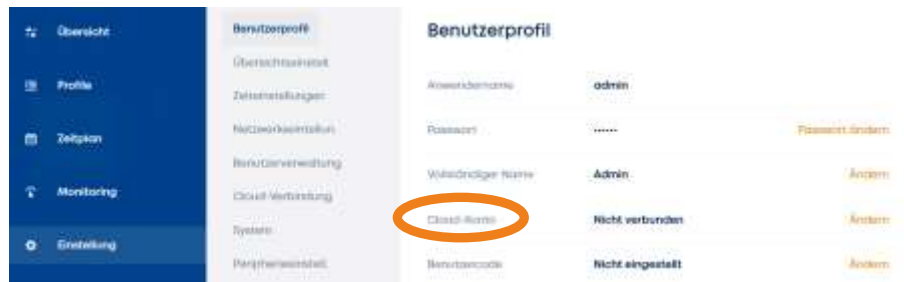 Übersicht
Profile
Zeitplan
Monitoring
Einstellung
Benutzerprofil
Zeiteinstellungen
Benutzerverwaltung
Cloud-Verbindung
System
Benutzerprofil
Anwendername admin
Passwort •••••• Passwort ändern
Vollständiger Name Admin Ändern
Cloud-Konto Nicht verbunden Ändern
Benutzercode Nicht eingestellt Ändern